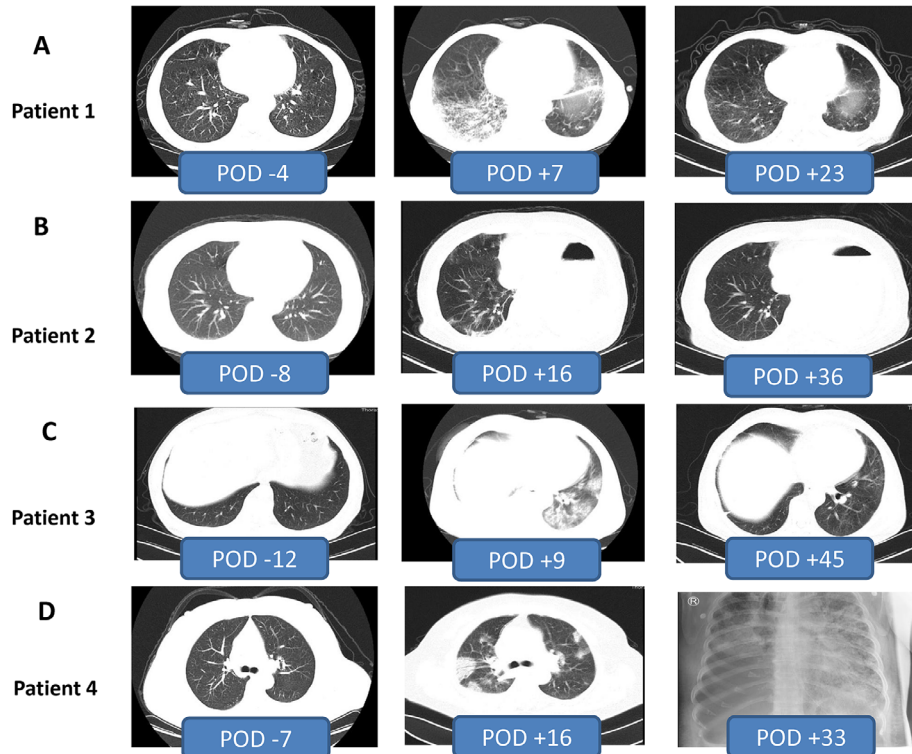 A
Patient 1
POD -4
POD +7
POD +23
B
Patient 2
POD -8
POD +16
POD +36
C
Patient 3
POD -12
POD +9
POD +45
D
Patient 4
POD -7
POD +16
®
POD +33